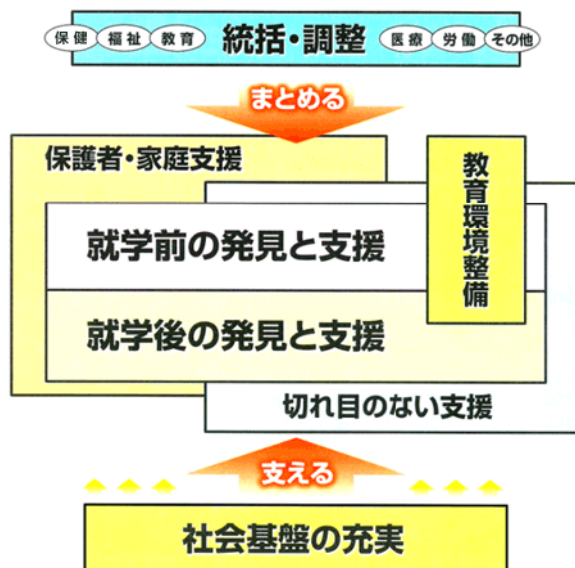 保健 福祉 教育 統括・調整 医療 労働 その他
まとめる
保護者・家庭支援
教育環境整備
就学前の発見と支援
就学後の発見と支援
切れ目のない支援
支える
社会基盤の充実